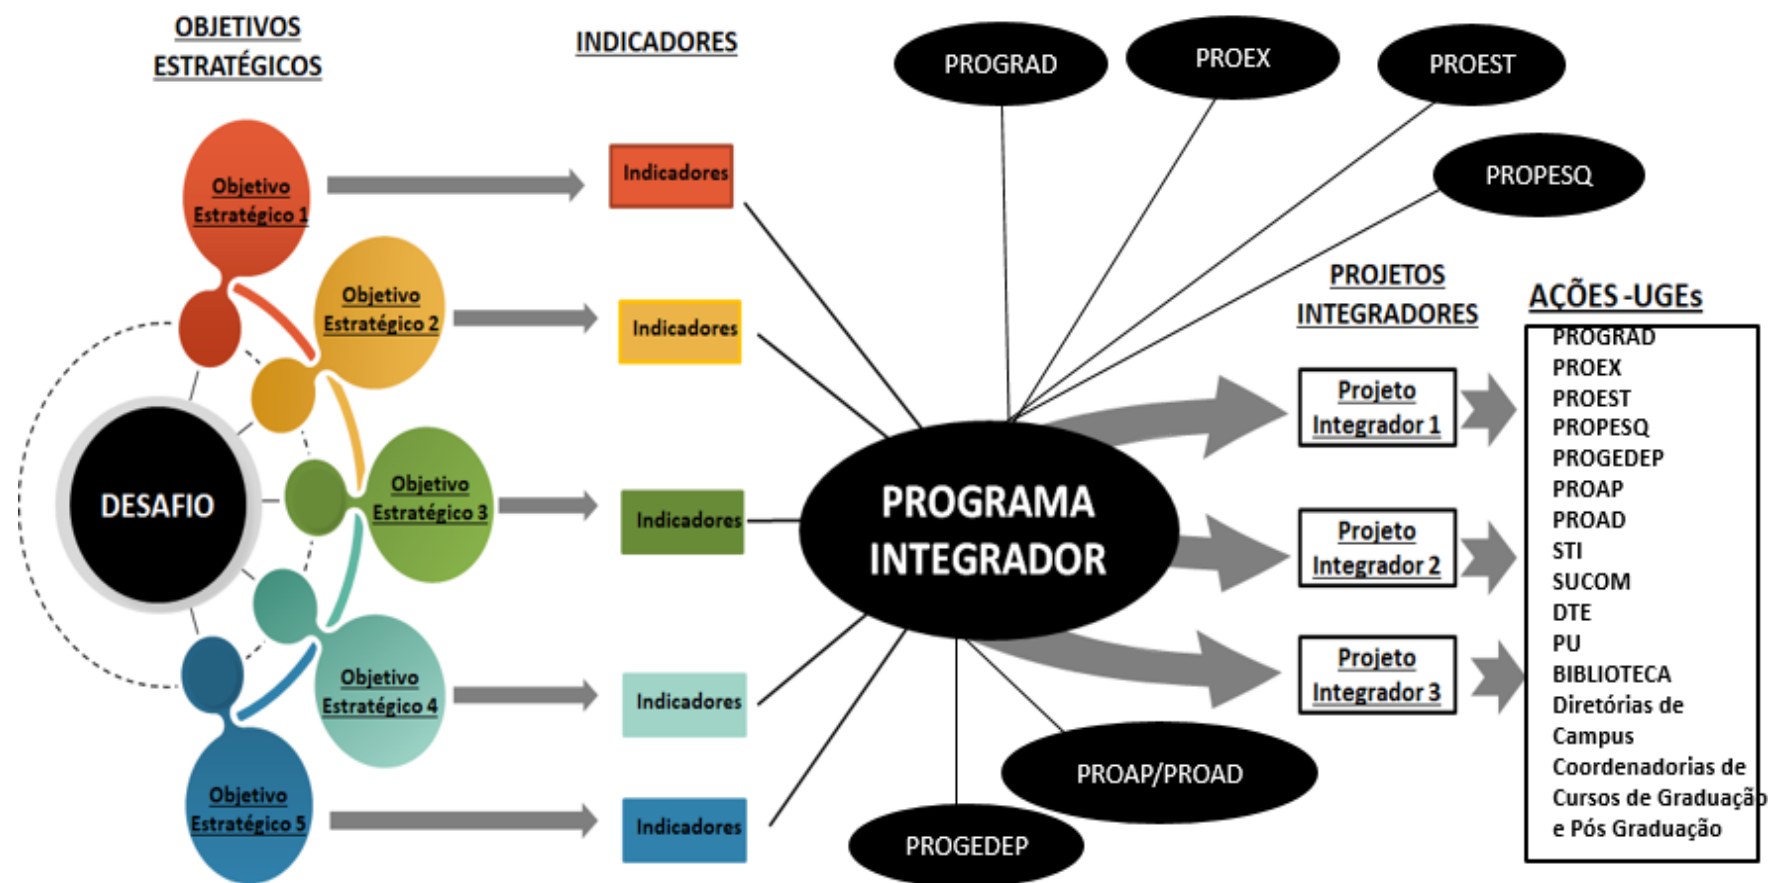 OBJETIVOS
ESTRATÉGICOS
INDICADORES
PROGRAD
PROEX
PROEST
PROPESQ
Objetivo
Estratégico 1
Indicadores
Objetivo
Estratégico 2
Indicadores
DESAFIO
Objetivo
Estratégico 3
Indicadores
Objetivo
Estratégico 4
Indicadores
Objetivo
Estratégico 5
Indicadores
PROGRAMA
INTEGRADOR
PROAP/PROAD
PROGEDEP
PROJETOS
INTEGRADORES
Projeto
Integrador 1
Projeto
Integrador 2
Projeto
Integrador 3
AÇÕES -UGEs
PROGRAD
PROEX
PROEST
PROPESQ
PROGEDEP
PROAP
PROAD
STI
SUCOM
DTE
PU
BIBLIOTECA
Diretórias de
Campus
Coordenadorias de
Cursos de Graduação
e Pós Graduação